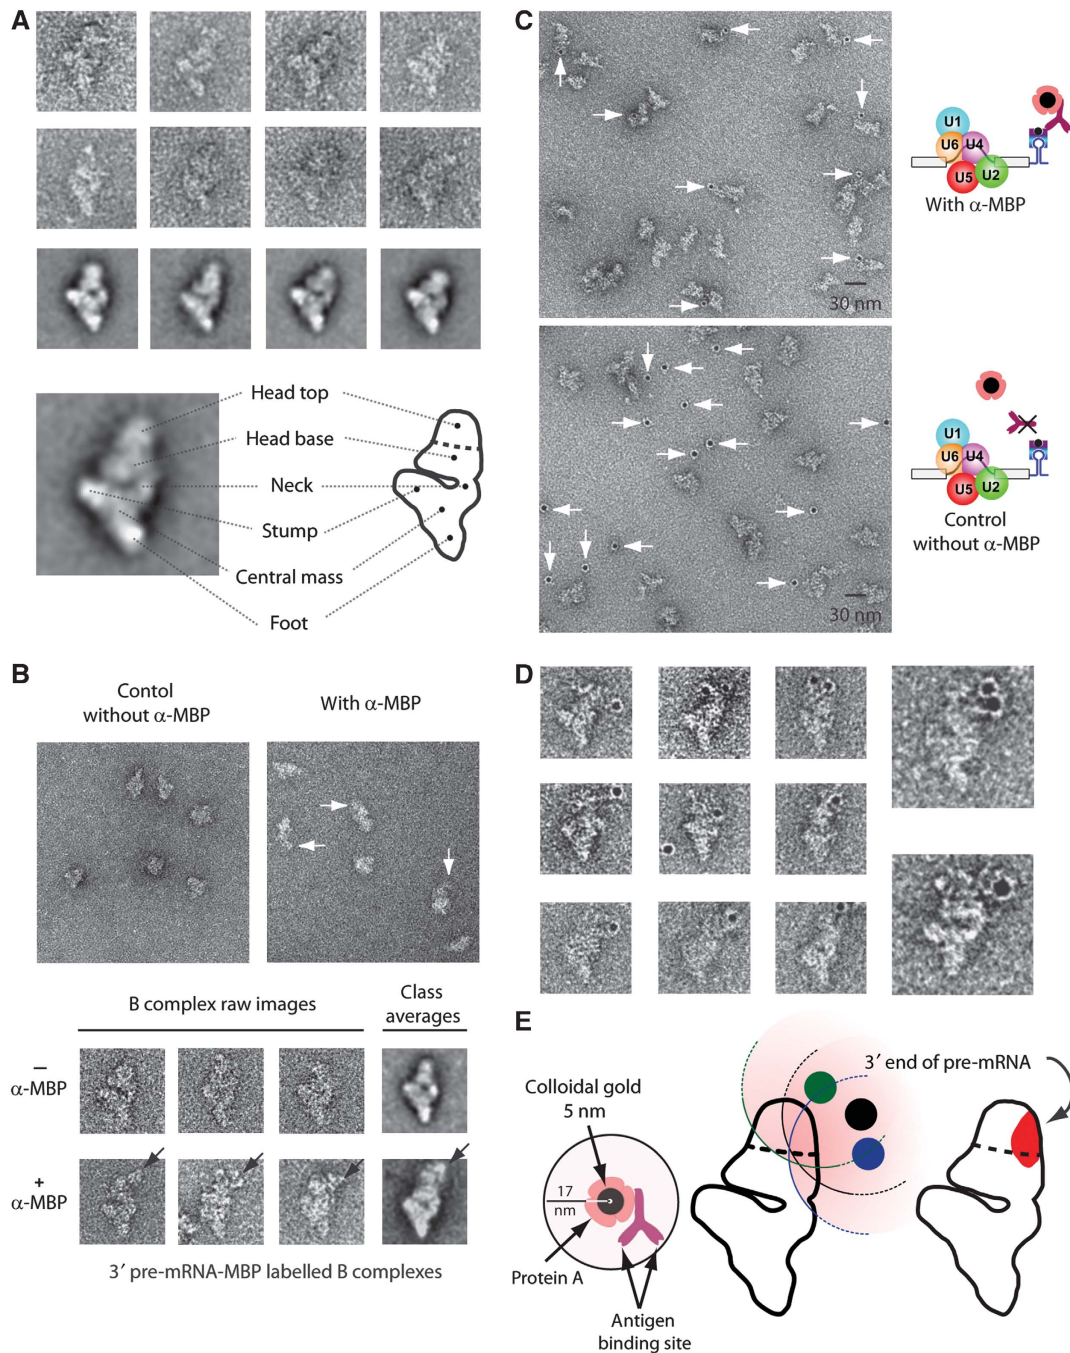 A
Head top
Head base
Neck
Stump
Central mass
Foot
B
Contol
without α-MBP
With α-MBP
B complex raw images
Class
averages
–
α-MBP
+
α-MBP
3′ pre-mRNA-MBP labelled B complexes
C
30 nm
U1
U6
U4
U5
U2
With α-MBP
30 nm
U1
U6
U4
U5
U2
Control
without α-MBP
D
E
Colloidal gold
5 nm
17
nm
Protein A
Antigen
binding site
3′ end of pre-mRNA